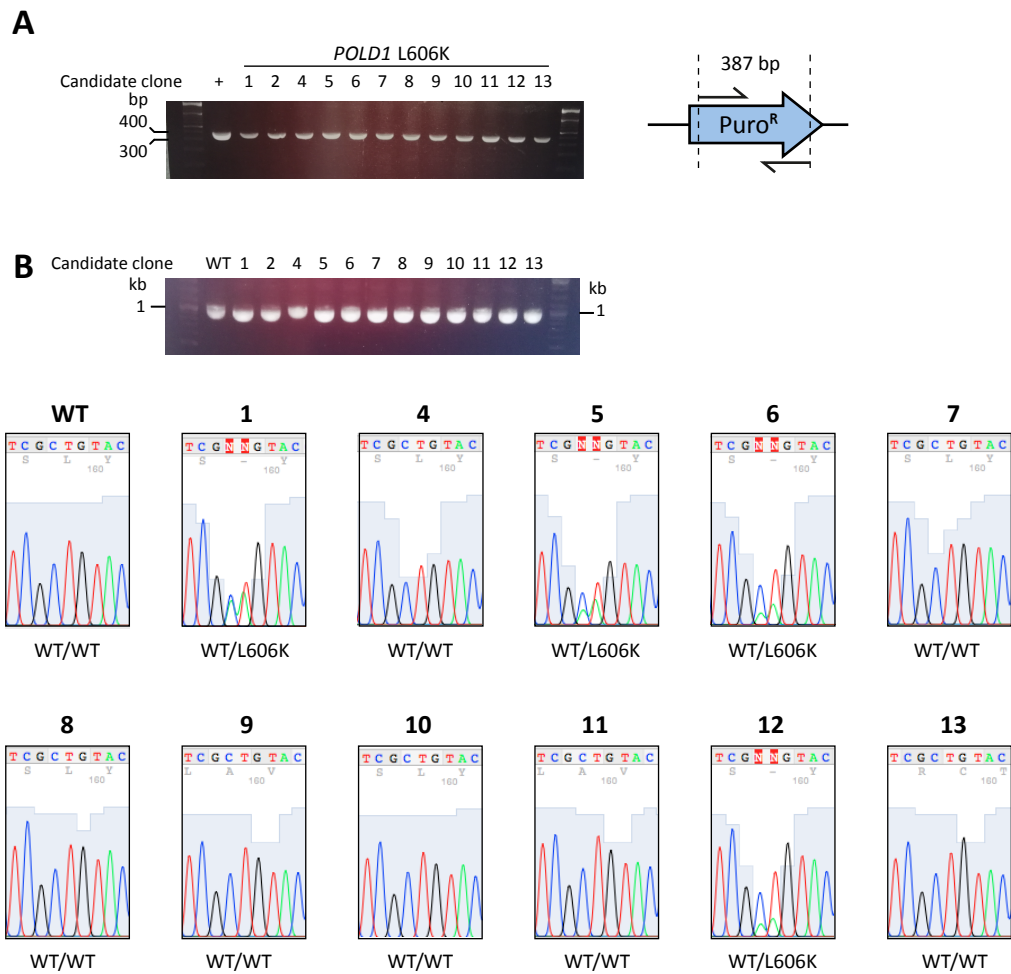 A
POLD1 L606K
Candidate clone + 1 2 4 5 6 7 8 9 10 11 12 13
bp
400
300
387 bp
Puro^R
B
Candidate clone WT 1 2 4 5 6 7 8 9 10 11 12 13
kb kb
1 1
WT 1 4 5 6 7
TCGCTGTAC TCGNNGTAC TCGCTGTAC TCGNNGTAC TCGNNGTAC TCGCTGTAC
S L Y S - Y S L Y S - Y S - Y S L Y
160 160 160 160 160 160
WT/WT WT/L606K WT/WT WT/L606K WT/L606K WT/WT
8 9 10 11 12 13
TCGCTGTAC TCGCTGTAC TCGCTGTAC TCGCTGTAC TCGNNGTAC TCGCTGTAC
S L Y L A V S L Y L A V S - Y R C T
160 160 160 160 160 160
WT/WT WT/WT WT/WT WT/WT WT/L606K WT/WT